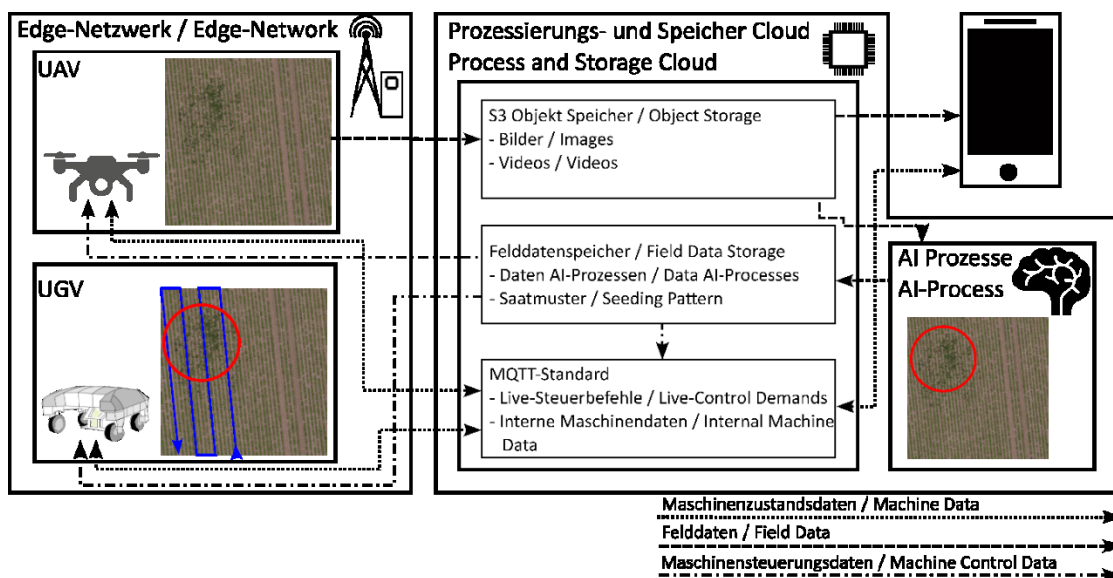 Edge-Netzwerk / Edge-Network
UAV
UGV
Prozessierungs- und Speicher Cloud
Process and Storage Cloud
S3 Objekt Speicher / Object Storage
- Bilder / Images
- Videos / Videos
Felddatenspeicher / Field Data Storage
- Daten AI-Prozessen / Data AI-Processes
- Saatmuster / Seeding Pattern
MQTT-Standard
- Live-Steuerbefehle / Live-Control Demands
- Interne Maschinendaten / Internal Machine
Data
AI Prozesse
AI-Process
Maschinenzustandsdaten / Machine Data
Felddaten / Field Data
Maschinensteuerungsdaten / Machine Control Data